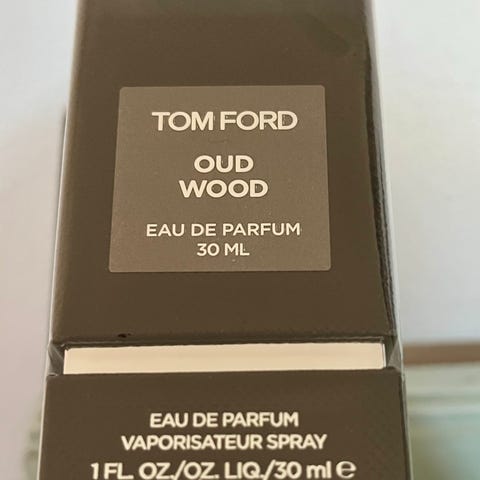 TOM FORD
OUD
WOOD
EAU DE PARFUM
30 ML
EAU DE PARFUM
VAPORISATEUR SPRAY
1 FL. OZ./OZ. LIQ./30 ml ℮